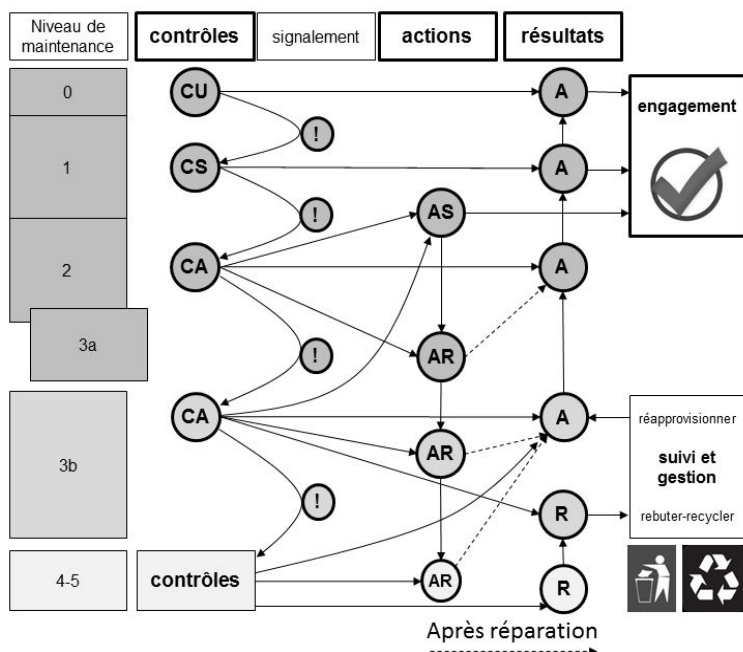 Niveau de
maintenance
contrôles
signalement
actions
résultats
0
CU
A
engagement
!
1
CS
A
!
AS
2
CA
A
3a
!
AR
CA
A
réapprovisionner
3b
AR
suivi et
gestion
!
R
rebuter-recycler
4-5
contrôles
AR
R
Après réparation